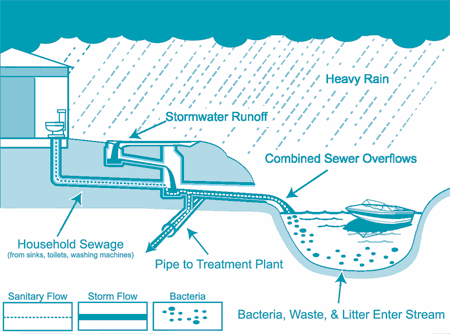 Heavy Rain
Stormwater Runoff
Combined Sewer Overflows
Household Sewage
(from sinks, toilets, washing machines)
Pipe to Treatment Plant
Bacteria, Waste, & Litter Enter Stream
Sanitary Flow
Storm Flow
Bacteria